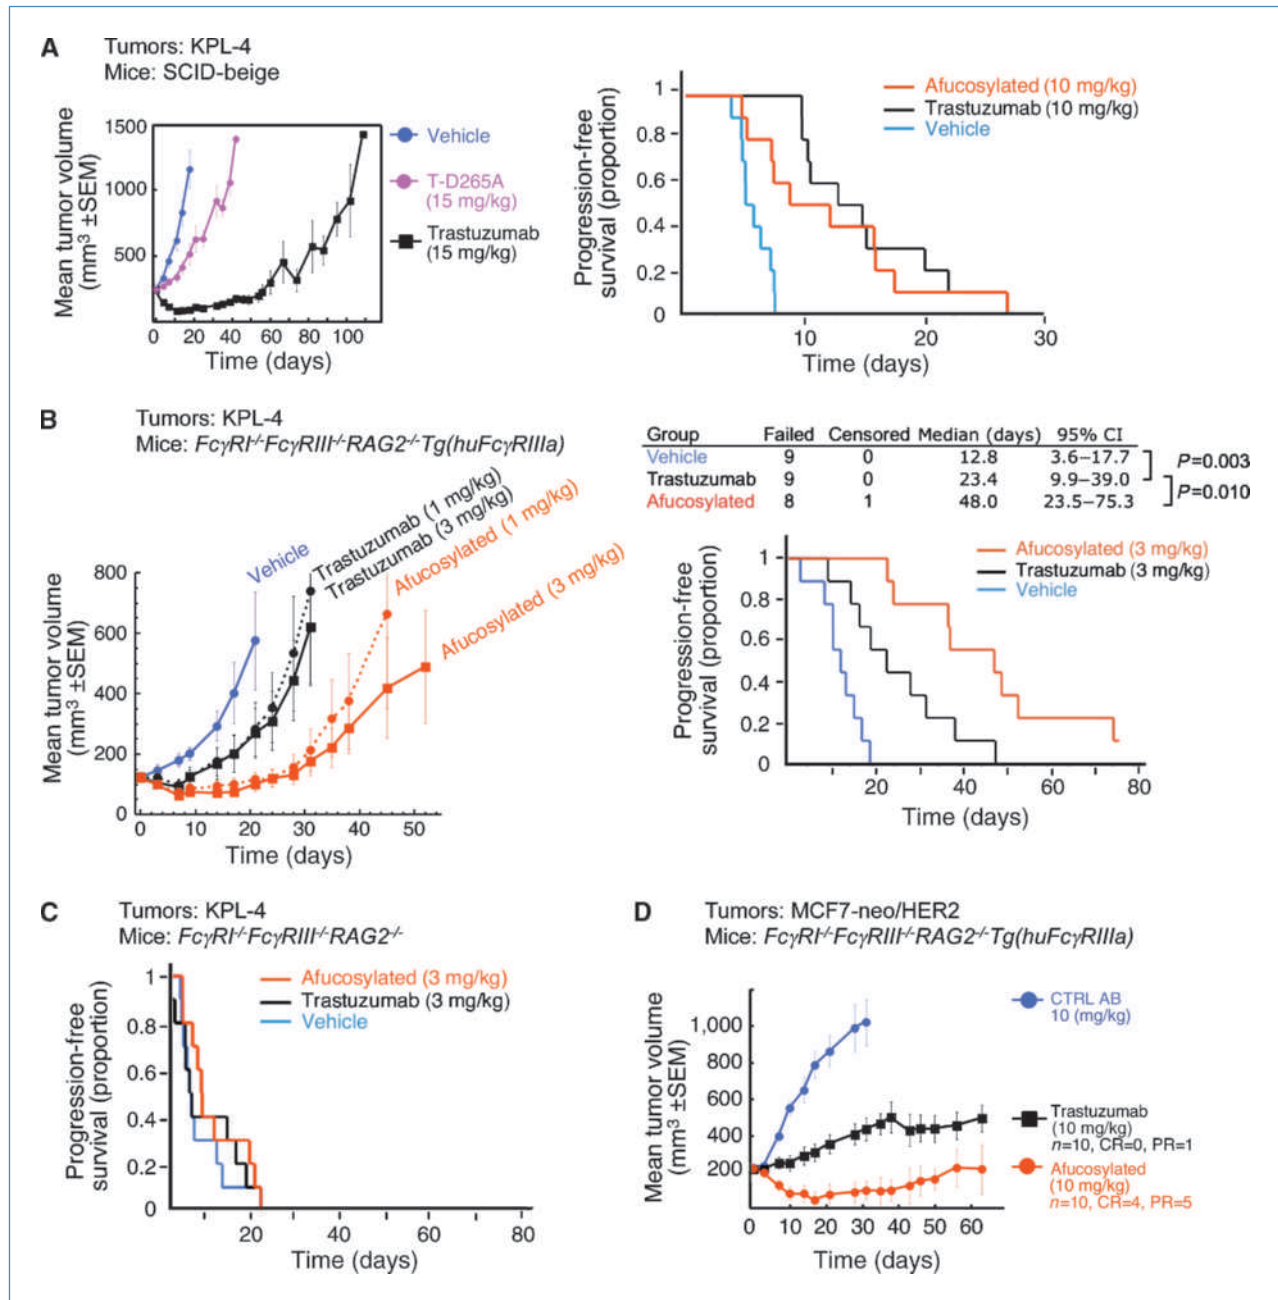 A
Tumors: KPL-4
Mice: SCID-beige
Mean tumor volume
(mm³ ±SEM)
1500
1000
500
0 20 40 60 80 100
Time (days)
Vehicle
T-D265A
(15 mg/kg)
Trastuzumab
(15 mg/kg)
Progression-free
survival (proportion)
1
0.8
0.6
0.4
0.2
0
10 20 30
Time (days)
Afucosylated (10 mg/kg)
Trastuzumab (10 mg/kg)
Vehicle
B
Tumors: KPL-4
Mice: FcγRI-/-FcγRIII-/-RAG2-/-Tg(huFcγRIIIa)
Mean tumor volume
(mm³ ±SEM)
800
600
400
200
0
0 10 20 30 40 50
Time (days)
Vehicle
Trastuzumab (1 mg/kg)
Trastuzumab (3 mg/kg)
Afucosylated (1 mg/kg)
Afucosylated (3 mg/kg)
Group Failed Censored Median (days) 95% CI
Vehicle 9 0 12.8 3.6–17.7
Trastuzumab 9 0 23.4 9.9–39.0
Afucosylated 8 1 48.0 23.5–75.3
P=0.003
P=0.010
Progression-free
survival (proportion)
1
0.8
0.6
0.4
0.2
0
20 40 60 80
Time (days)
Afucosylated (3 mg/kg)
Trastuzumab (3 mg/kg)
Vehicle
C
Tumors: KPL-4
Mice: FcγRI-/-FcγRIII-/-RAG2-/-
Progression-free
survival (proportion)
1
0.8
0.6
0.4
0.2
0
20 40 60 80
Time (days)
Afucosylated (3 mg/kg)
Trastuzumab (3 mg/kg)
Vehicle
D
Tumors: MCF7-neo/HER2
Mice: FcγRI-/-FcγRIII-/-RAG2-/-Tg(huFcγRIIIa)
Mean tumor volume
(mm³ ±SEM)
1,000
800
600
400
200
0 10 20 30 40 50 60
Time (days)
CTRL AB
10 (mg/kg)
Trastuzumab
(10 mg/kg)
n=10, CR=0, PR=1
Afucosylated
(10 mg/kg)
n=10, CR=4, PR=5